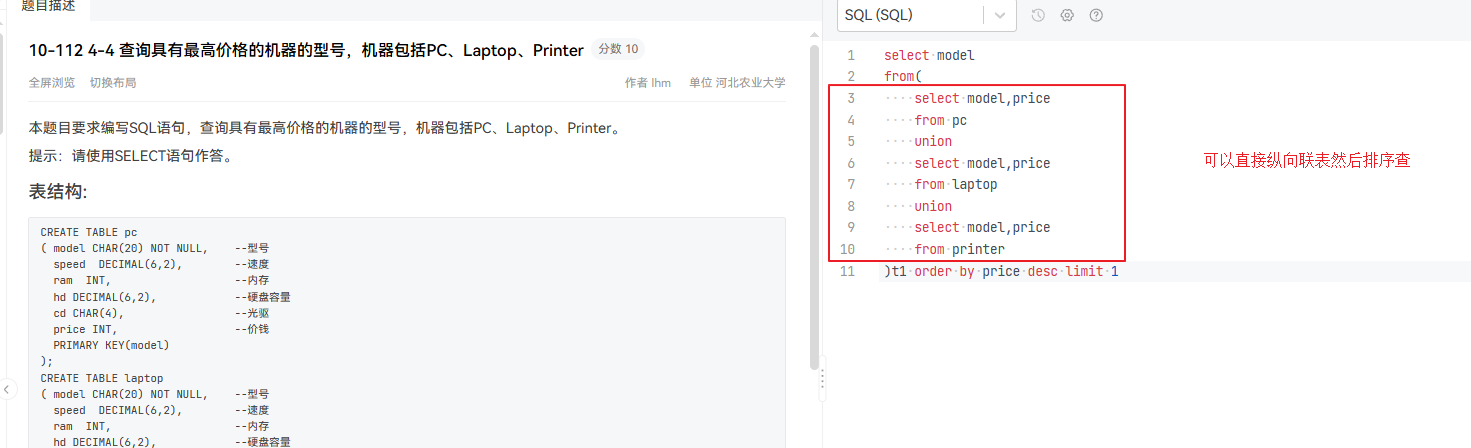 题目描述
10-112 4-4 查询具有最高价格的机器的型号，机器包括PC、Laptop、Printer
分数 10
全屏浏览 切换布局
作者 lhm 单位 河北农业大学
本题目要求编写SQL语句，查询具有最高价格的机器的型号，机器包括PC、Laptop、Printer。
提示：请使用SELECT语句作答。
表结构:
CREATE TABLE pc
( model CHAR(20) NOT NULL, --型号
speed DECIMAL(6,2), --速度
ram INT, --内存
hd DECIMAL(6,2), --硬盘容量
cd CHAR(4), --光驱
price INT, --价钱
PRIMARY KEY(model)
);
CREATE TABLE laptop
( model CHAR(20) NOT NULL, --型号
speed DECIMAL(6,2), --速度
ram INT, --内存
hd DECIMAL(6,2), --硬盘容量
SQL (SQL)
1 select model
2 from(
3 select model,price
4 from pc
5 union
6 select model,price
7 from laptop
8 union
9 select model,price
10 from printer
11 )t1 order by price desc limit 1
可以直接纵向联表然后排序查